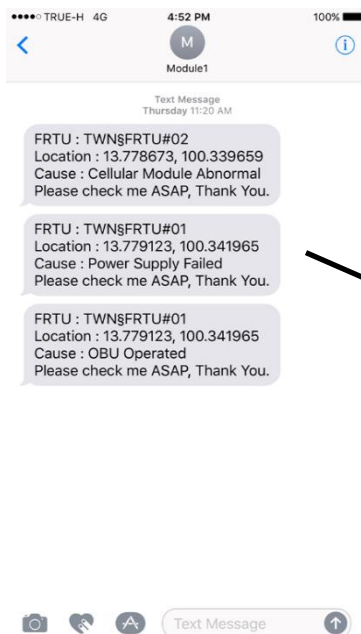 TRUE-H 4G 4:52 PM 100%
M
Module1
Text Message
Thursday 11:20 AM
FRTU : TWN§FRTU#02
Location : 13.778673, 100.339659
Cause : Cellular Module Abnormal
Please check me ASAP, Thank You.
FRTU : TWN§FRTU#01
Location : 13.779123, 100.341965
Cause : Power Supply Failed
Please check me ASAP, Thank You.
FRTU : TWN§FRTU#01
Location : 13.779123, 100.341965
Cause : OBU Operated
Please check me ASAP, Thank You.
Text Message